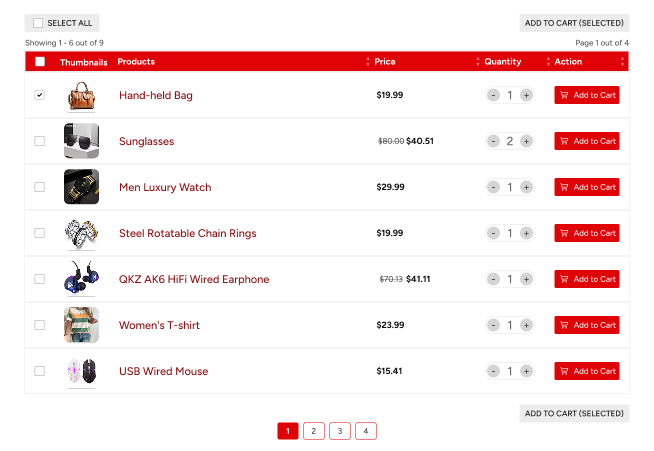 SELECT ALL ADD TO CART (SELECTED)
Showing 1 - 6 out of 9 Page 1 out of 4
Thumbnails Products Price Quantity Action
Hand-held Bag $19.99 - 1 + Add to Cart
Sunglasses $80.00 $40.51 - 2 + Add to Cart
Men Luxury Watch $29.99 - 1 + Add to Cart
Steel Rotatable Chain Rings $19.99 - 1 + Add to Cart
QKZ AK6 HiFi Wired Earphone $70.13 $41.11 - 1 + Add to Cart
Women's T-shirt $23.99 - 1 + Add to Cart
USB Wired Mouse $15.41 - 1 + Add to Cart
ADD TO CART (SELECTED)
1 2 3 4